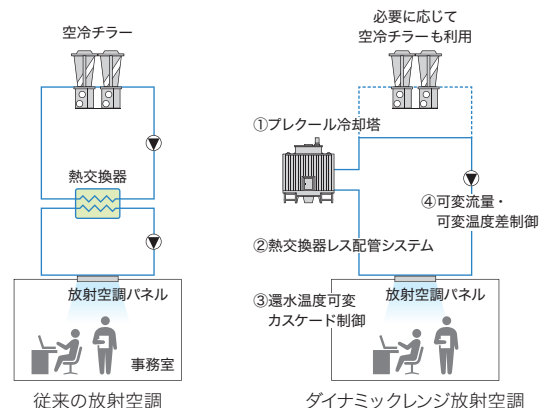 空冷チラー
熱交換器
放射空調パネル
事務室
従来の放射空調
必要に応じて
空冷チラーも利用
①プレクール冷却塔
④可変流量・
可変温度差制御
②熱交換器レス配管システム
③還水温度可変
カスケード制御
放射空調パネル
ダイナミックレンジ放射空調